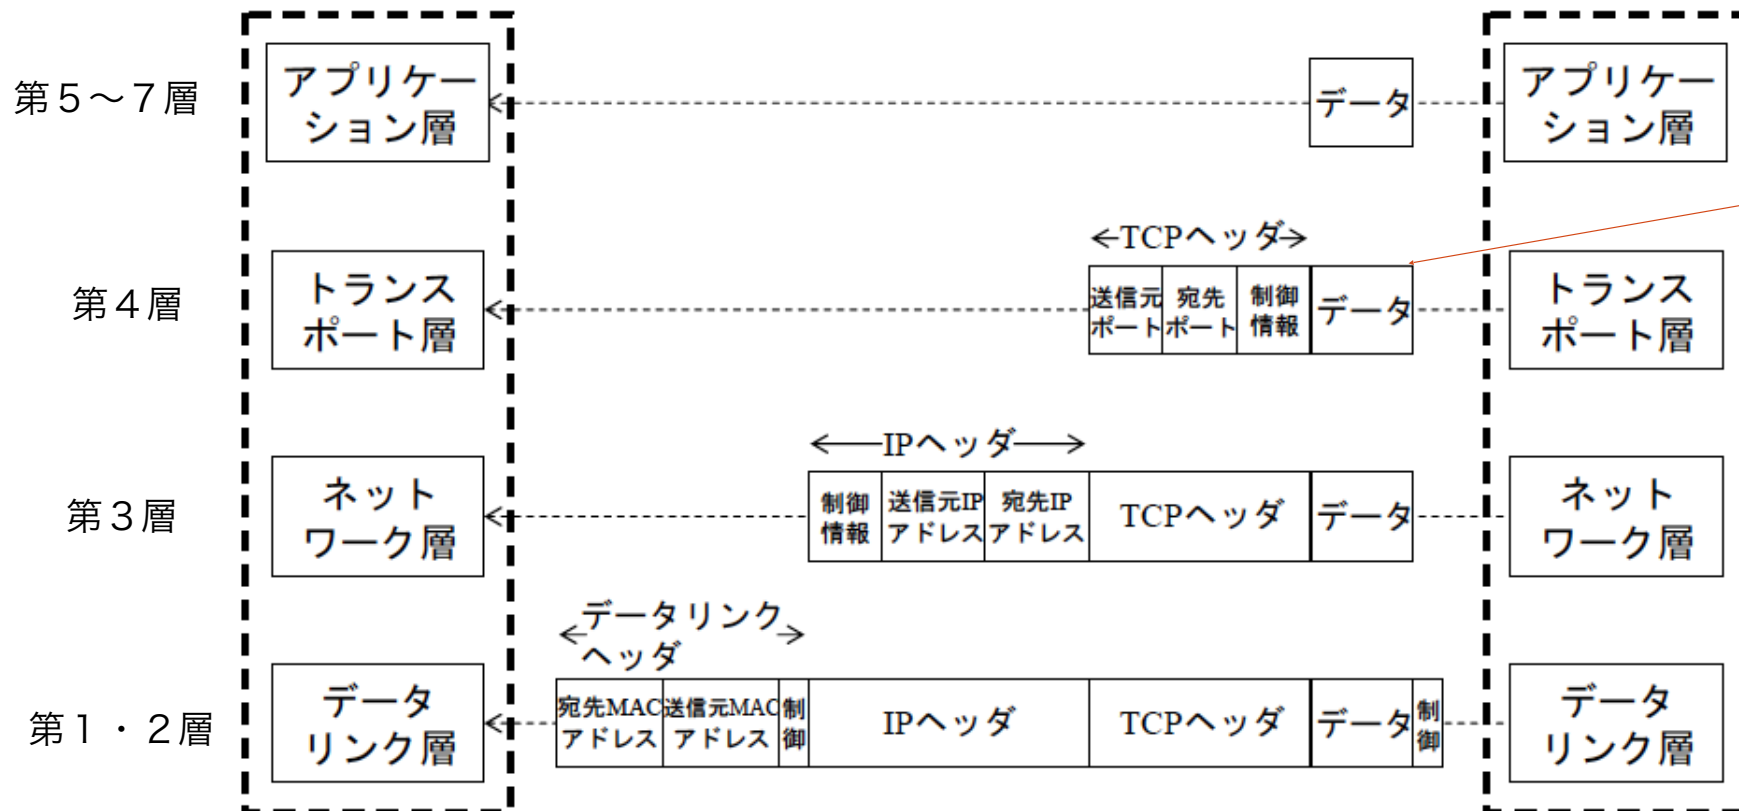 第５～７層
アプリケー
ション層
データ
アプリケー
ション層
TCPヘッダ
第４層
トランス
ポート層
送信元
ポート
宛先
ポート
制御
情報
データ
トランス
ポート層
IPヘッダ
第３層
ネット
ワーク層
制御
情報
送信元IP
アドレス
宛先IP
アドレス
TCPヘッダ
データ
ネット
ワーク層
データリンク
ヘッダ
第１・２層
データ
リンク層
宛先MAC
アドレス
送信元MAC
アドレス
制
御
IPヘッダ
TCPヘッダ
データ
制
御
データ
リンク層